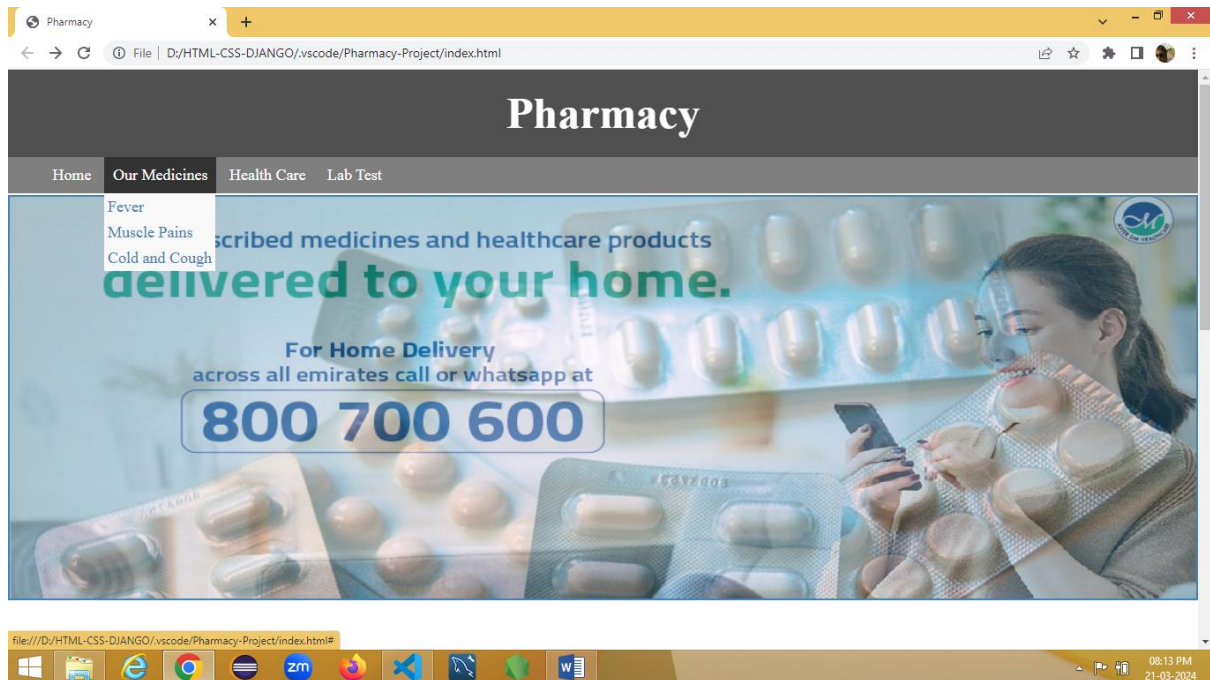 Pharmacy
File | D:/HTML-CSS-DJANGO/.vscode/Pharmacy-Project/index.html
Pharmacy
Home Our Medicines Health Care Lab Test
Fever
Muscle Pains
Cold and Cough
scribed medicines and healthcare products
delivered to your home.
For Home Delivery
across all emirates call or whatsapp at
800 700 600
file:///D:/HTML-CSS-DJANGO/.vscode/Pharmacy-Project/index.html#
zm
W
08:13 PM
21-03-2024